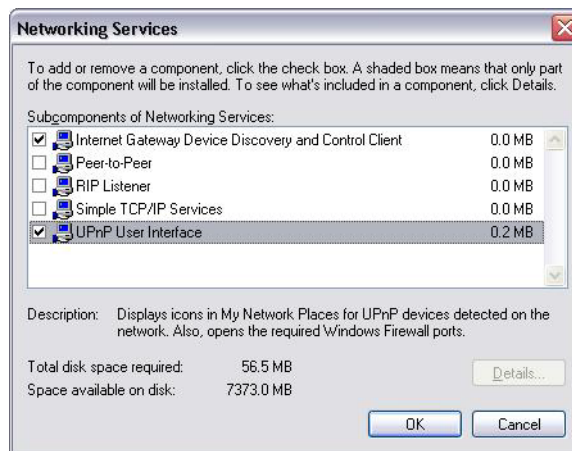 Networking Services
To add or remove a component, click the check box. A shaded box means that only part
of the component will be installed. To see what's included in a component, click Details.
Subcomponents of Networking Services:
Internet Gateway Device Discovery and Control Client 0.0 MB
Peer-to-Peer 0.0 MB
RIP Listener 0.0 MB
Simple TCP/IP Services 0.0 MB
UPnP User Interface 0.2 MB
Description: Displays icons in My Network Places for UPnP devices detected on the
network. Also, opens the required Windows Firewall ports.
Total disk space required: 56.5 MB
Details...
Space available on disk: 7373.0 MB
OK Cancel